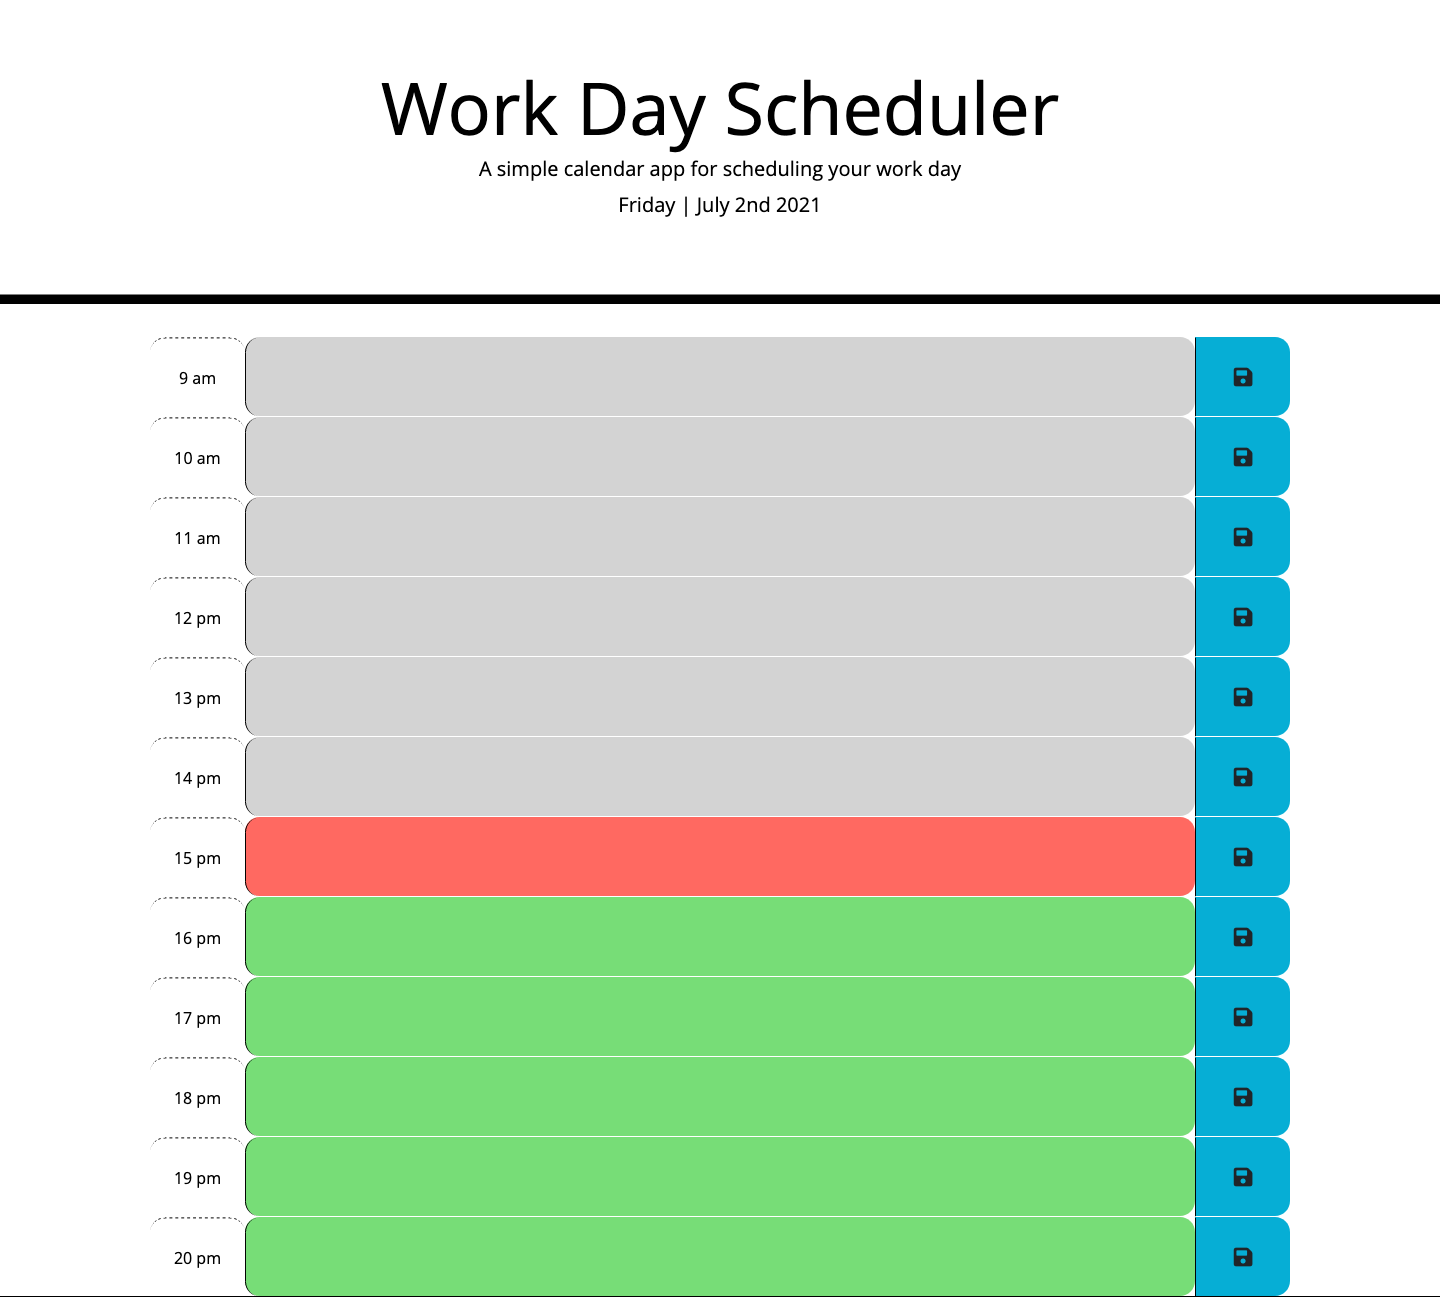 Work Day Scheduler
A simple calendar app for scheduling your work day
Friday | July 2nd 2021
9 am
10 am
11 am
12 pm
13 pm
14 pm
15 pm
16 pm
17 pm
18 pm
19 pm
20 pm